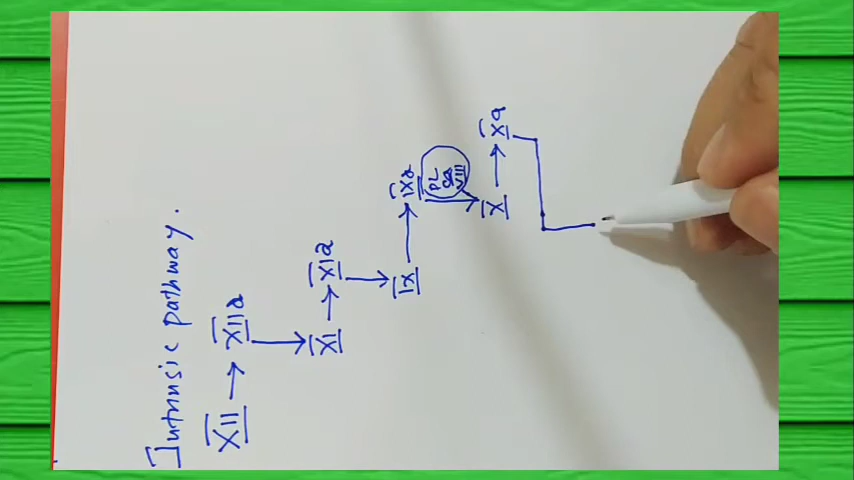 Intrinsic pathway.
XII → XIIa
XI → XIa
IX → IXa
PL
Ca
VIII
X → Xa